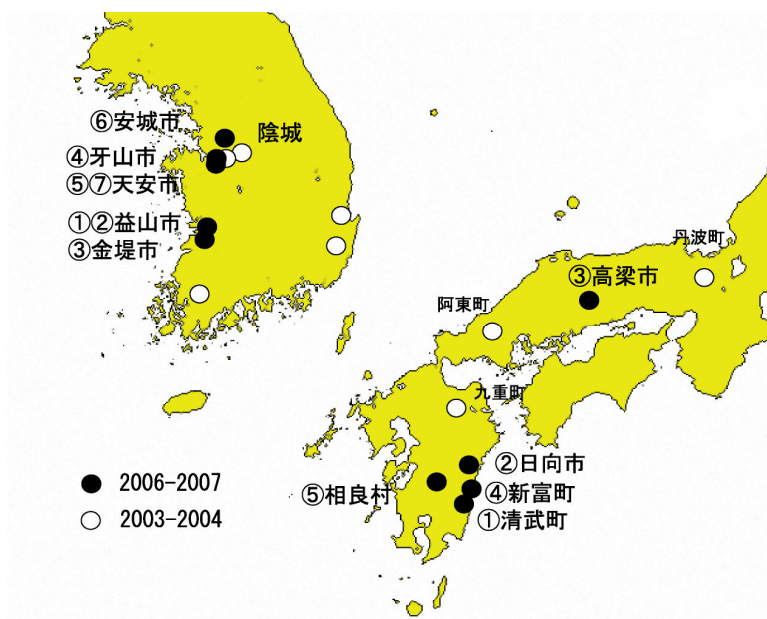 ⑥安城市
陰城
④牙山市
⑤⑦天安市
①②益山市
③金堤市
丹波町
③高梁市
阿東町
九重町
②日向市
⑤相良村
④新富町
①清武町
2006-2007
2003-2004